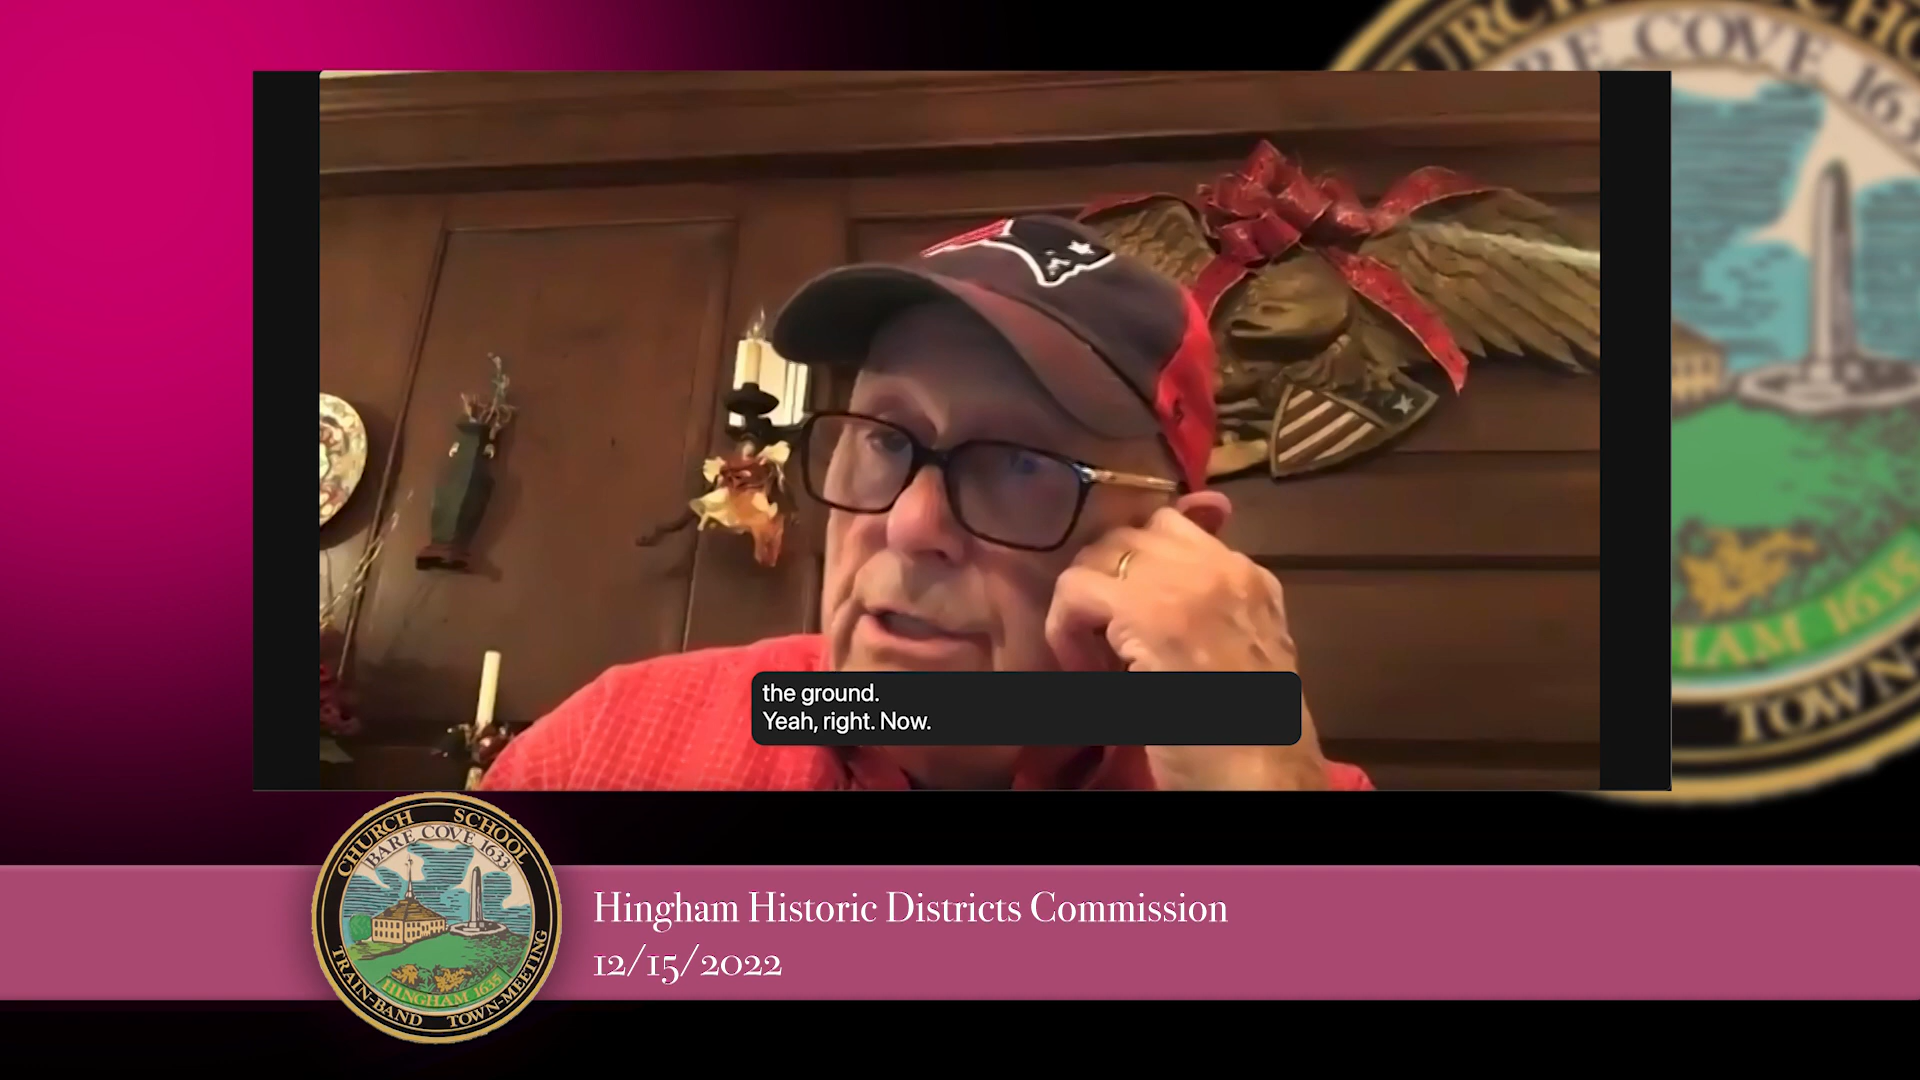 the ground.
Yeah, right. Now.
CHURCH SCHOOL
BARE COVE 1633
HINGHAM 1635
TRAIN-BAND TOWN-MEETING
Hingham Historic Districts Commission
12/15/2022
COVE